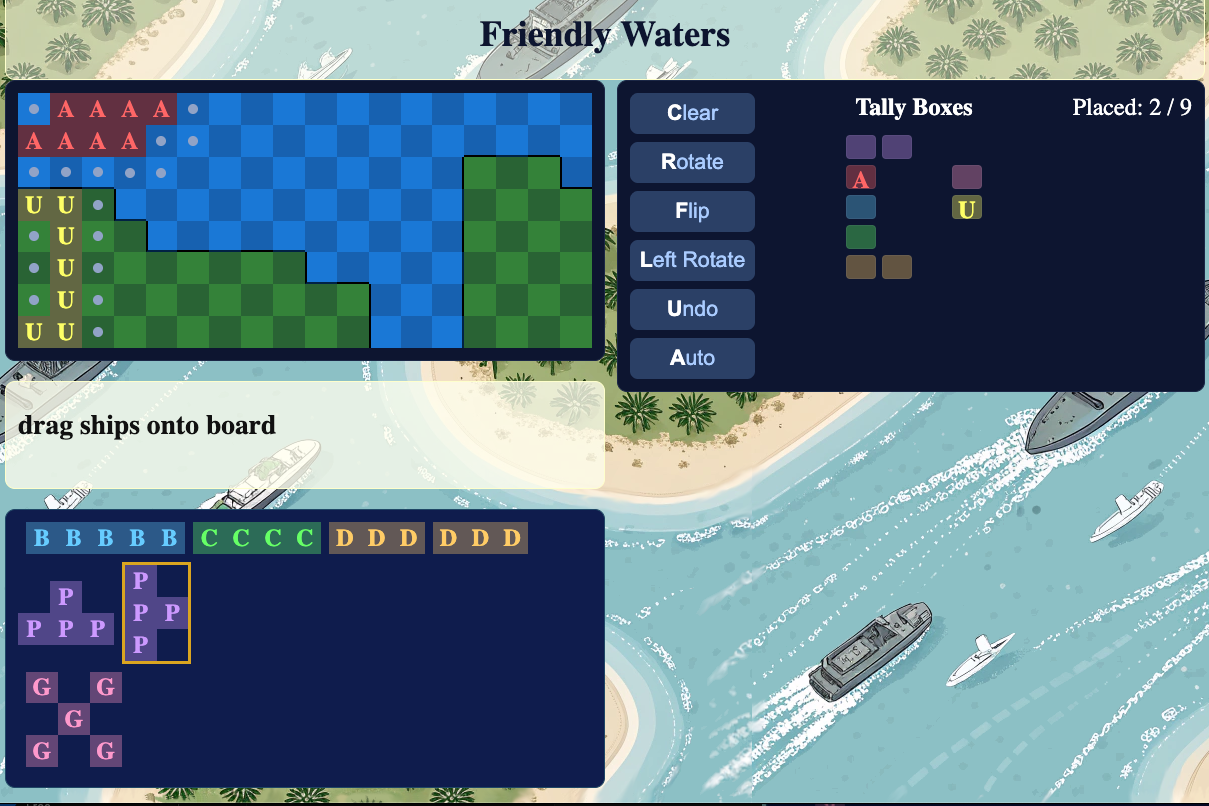 Friendly Waters
A A A A
A A A A
U U
U
U
U
U U
Clear
Rotate
Flip
Left Rotate
Undo
Auto
Tally Boxes
Placed: 2 / 9
A
U
drag ships onto board
B B B B B C C C C D D D D D D
P
P
P P P
P P
P
G G
G
G G